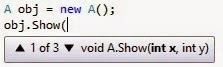 A obj = new A();
obj.Show(
▲ 1 of 3 ▼ void A.Show(int x, int y)